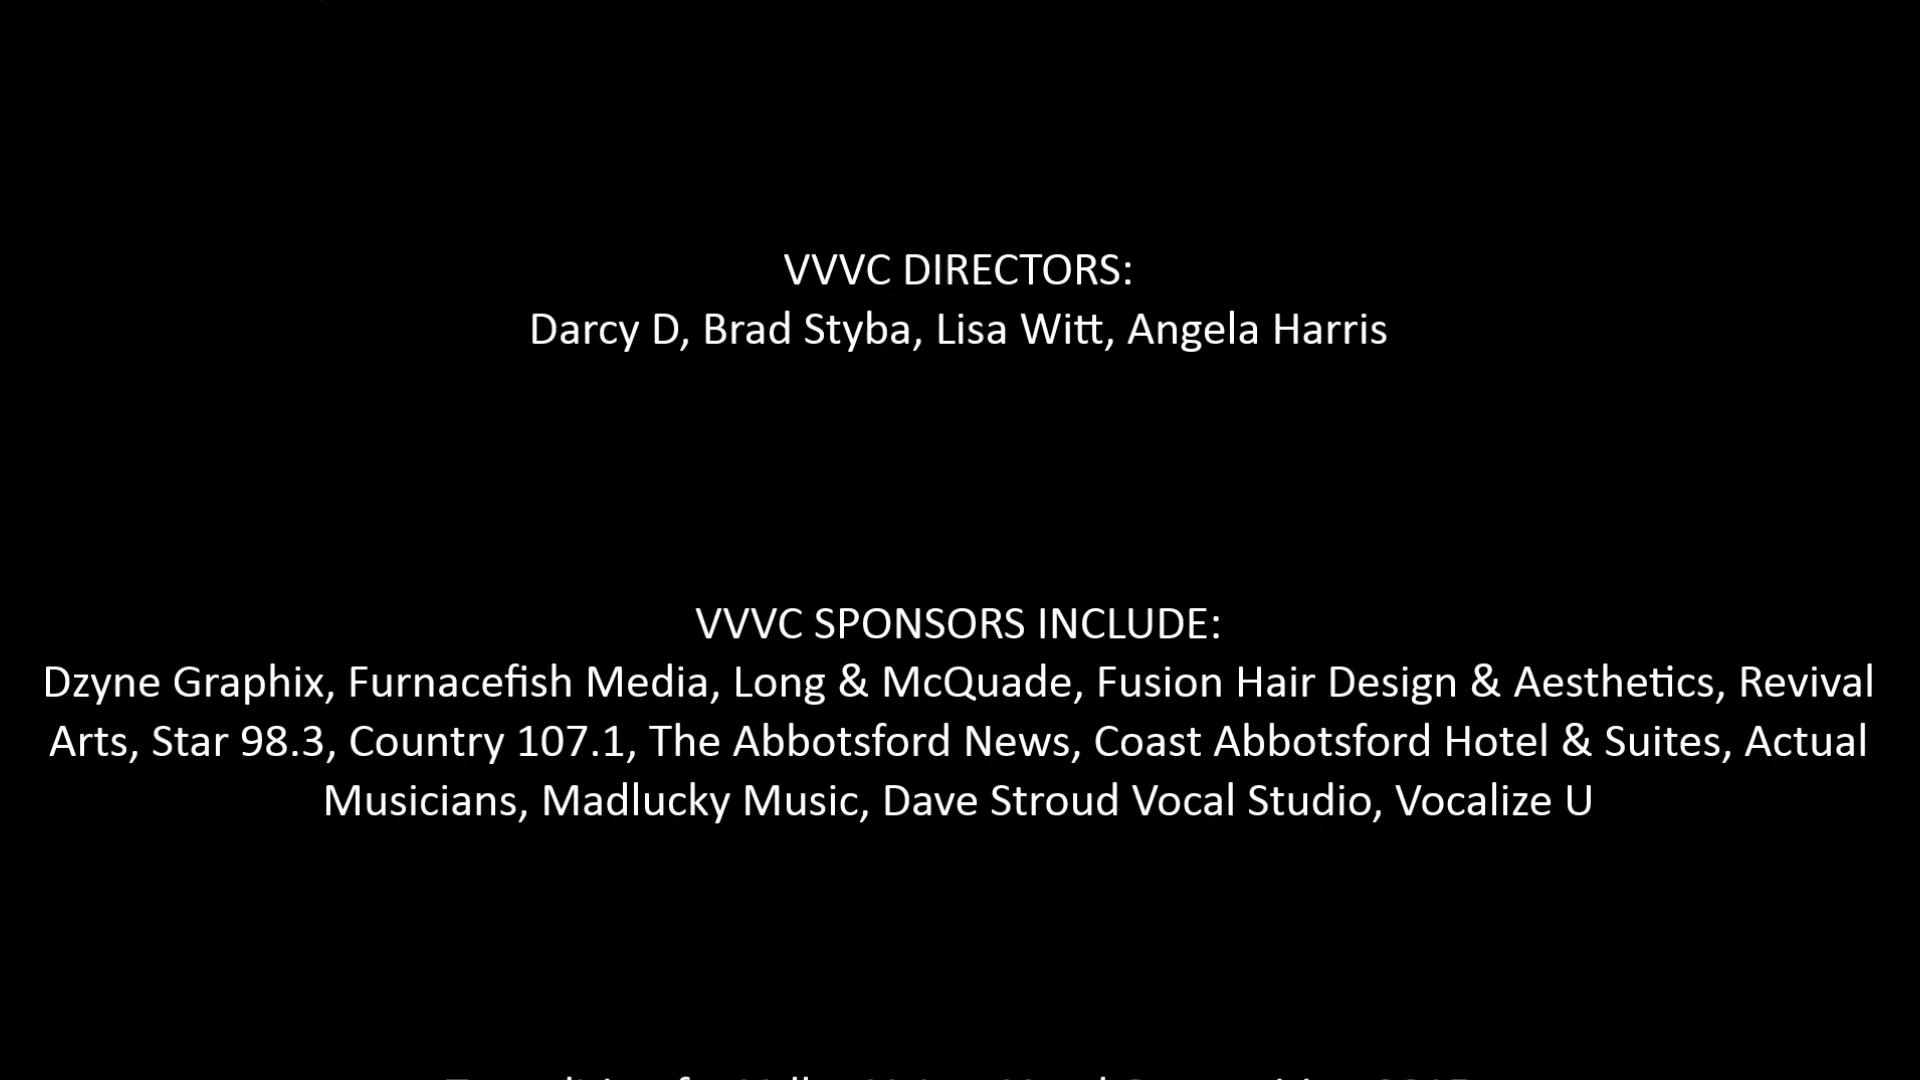 VVVC DIRECTORS:
Darcy D, Brad Styba, Lisa Witt, Angela Harris
VVVC SPONSORS INCLUDE:
Dzyne Graphix, Furnacefish Media, Long & McQuade, Fusion Hair Design & Aesthetics, Revival
Arts, Star 98.3, Country 107.1, The Abbotsford News, Coast Abbotsford Hotel & Suites, Actual
Musicians, Madlucky Music, Dave Stroud Vocal Studio, Vocalize U